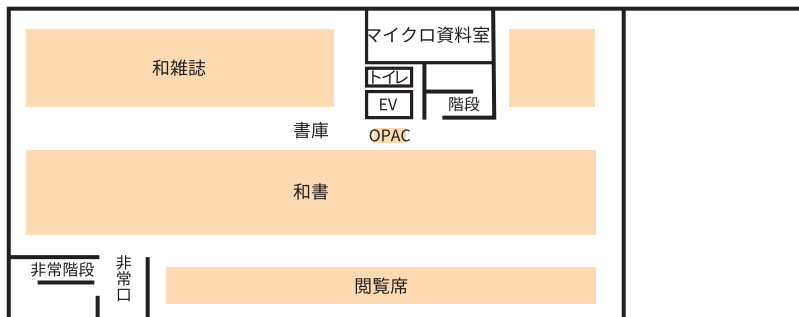 マイクロ資料室
和雑誌
トイレ
EV
階段
書庫
OPAC
和書
非常階段
非常口
閲覧席